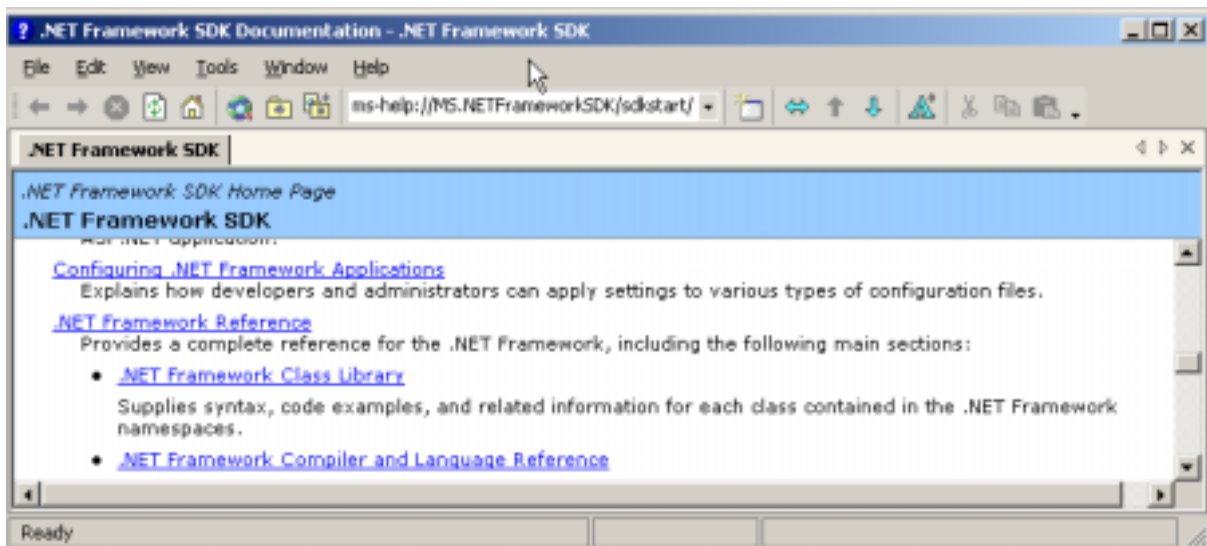 .NET Framework SDK Documentation - .NET Framework SDK
File Edit View Tools Window Help
ms-help://MS.NETFrameworkSDK/sdkstart/
.NET Framework SDK
.NET Framework SDK Home Page
.NET Framework SDK
ASP.NET application.
Configuring .NET Framework Applications
Explains how developers and administrators can apply settings to various types of configuration files.
.NET Framework Reference
Provides a complete reference for the .NET Framework, including the following main sections:
• .NET Framework Class Library
Supplies syntax, code examples, and related information for each class contained in the .NET Framework
namespaces.
• .NET Framework Compiler and Language Reference
Ready